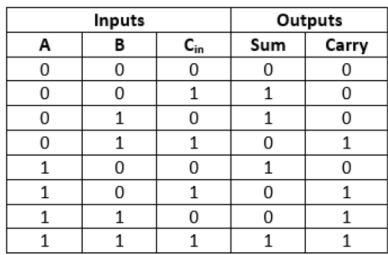 Inputs Outputs
A B Cin Sum Carry
0 0 0 0 0
0 0 1 1 0
0 1 0 1 0
0 1 1 0 1
1 0 0 1 0
1 0 1 0 1
1 1 0 0 1
1 1 1 1 1